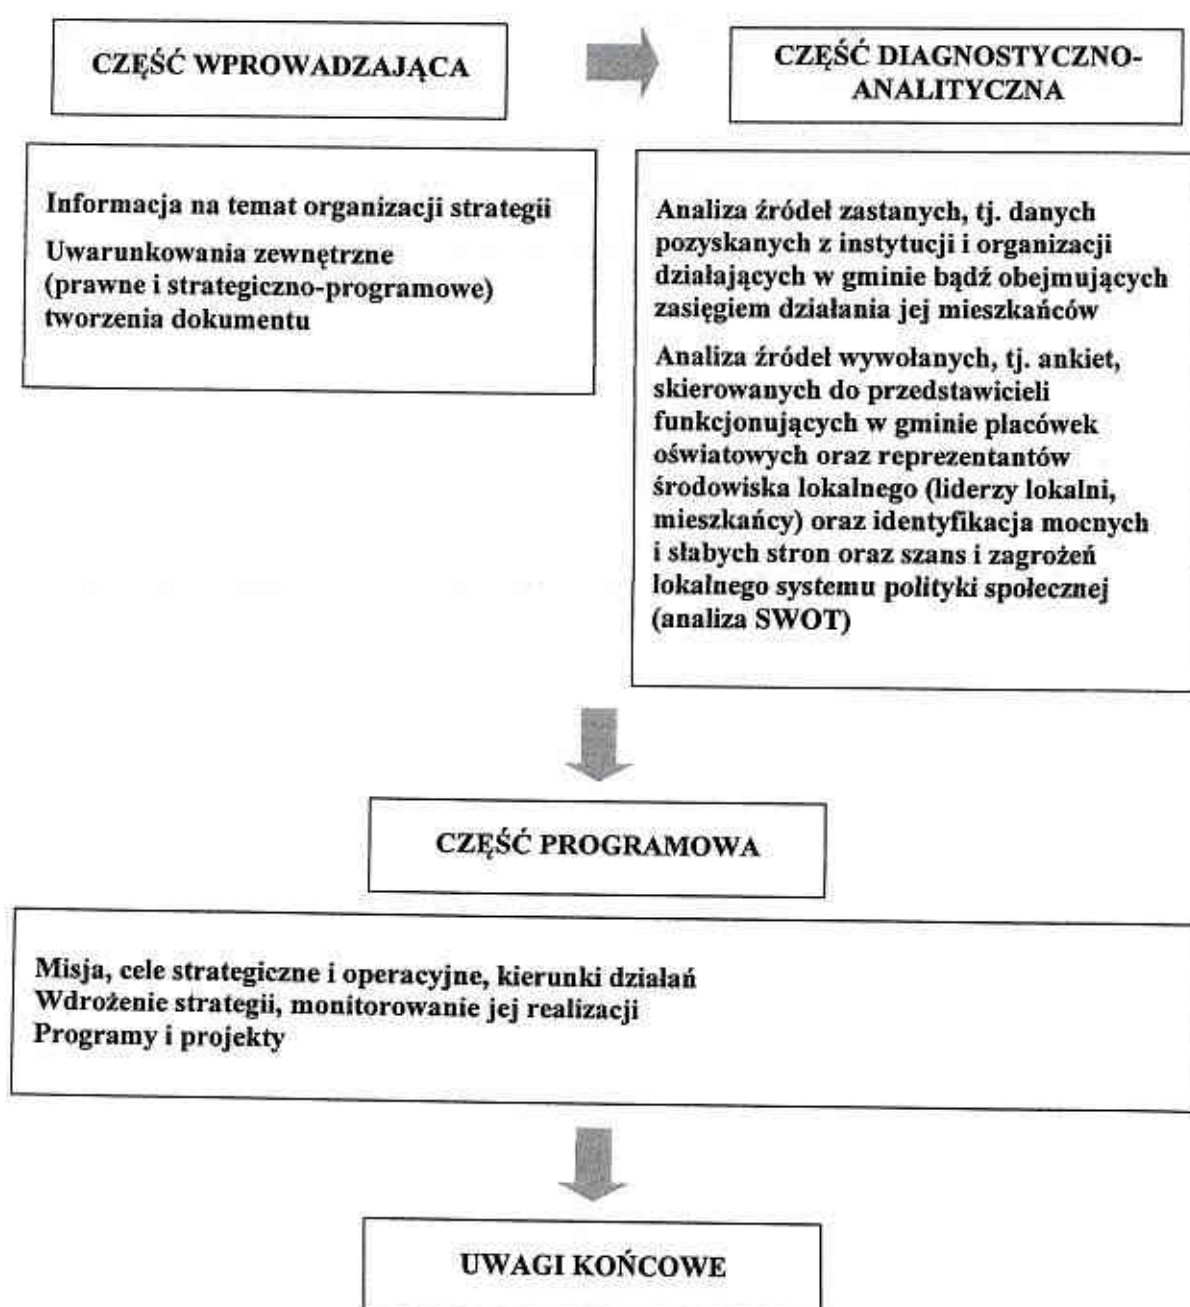 CZĘŚĆ WPROWADZAJĄCA
CZĘŚĆ DIAGNOSTYCZNO-
ANALITYCZNA
Informacja na temat organizacji strategii
Uwarunkowania zewnętrzne
(prawne i strategiczno-programowe)
tworzenia dokumentu
Analiza źródeł zastanych, tj. danych
pozyskanych z instytucji i organizacji
działających w gminie bądź obejmujących
zasięgiem działania jej mieszkańców
Analiza źródeł wywołanych, tj. ankiet,
skierowanych do przedstawicieli
funkcjonujących w gminie placówek
oświatowych oraz reprezentantów
środowiska lokalnego (liderzy lokalni,
mieszkańcy) oraz identyfikacja mocnych
i słabych stron oraz szans i zagrożeń
lokalnego systemu polityki społecznej
(analiza SWOT)
CZĘŚĆ PROGRAMOWA
Misja, cele strategiczne i operacyjne, kierunki działań
Wdrożenie strategii, monitorowanie jej realizacji
Programy i projekty
UWAGI KOŃCOWE